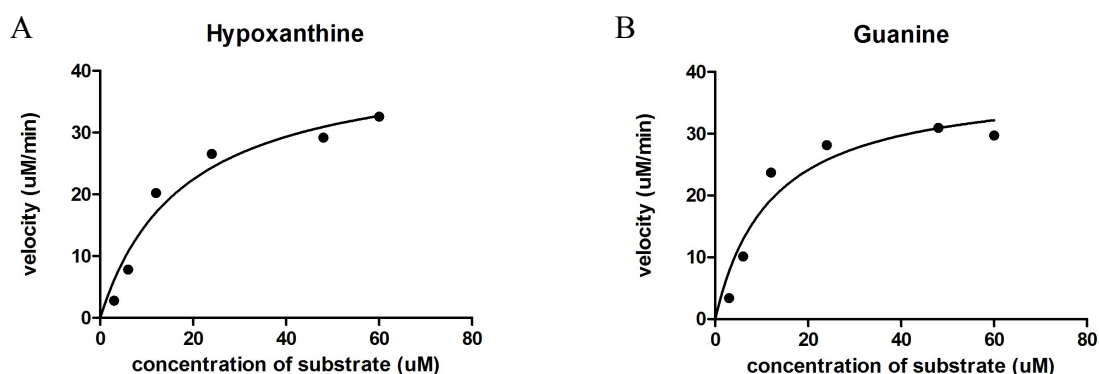 A
Hypoxanthine
40
30
20
10
0
velocity (uM/min)
0 20 40 60 80
concentration of substrate (uM)
B
Guanine
40
30
20
10
0
velocity (uM/min)
0 20 40 60 80
concentration of substrate (uM)